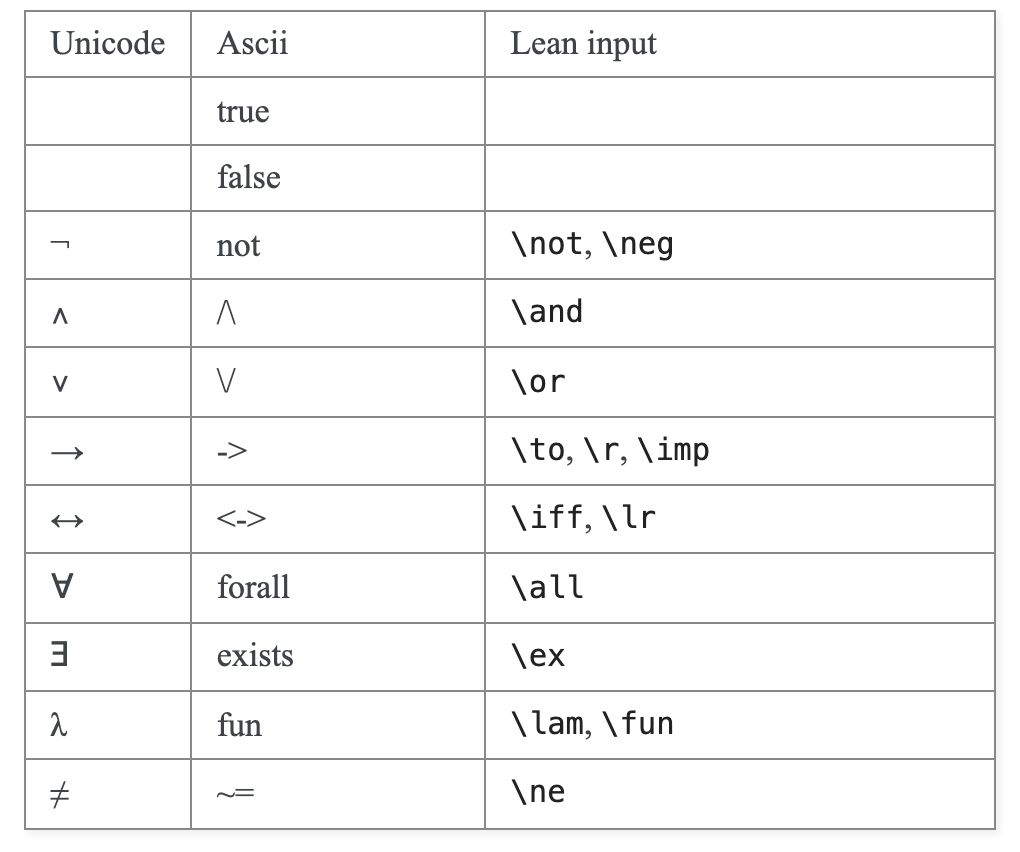 Unicode Ascii Lean input
true
false
¬ not \not, \neg
∧ /\ \and
∨ \/ \or
→ -> \to, \r, \imp
↔ <-> \iff, \lr
∀ forall \all
∃ exists \ex
λ fun \lam, \fun
≠ ~= \ne